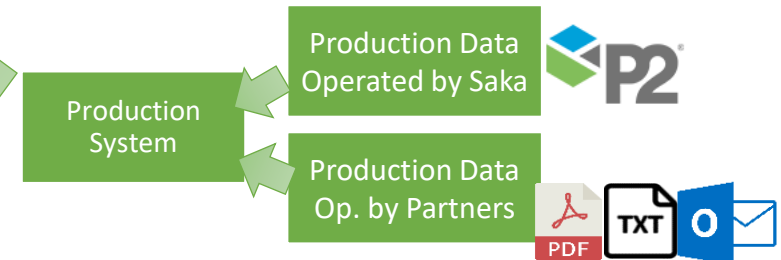 Production Data
Operated by Saka
P2
Production
System
Production Data
Op. by Partners
PDF
TXT
O